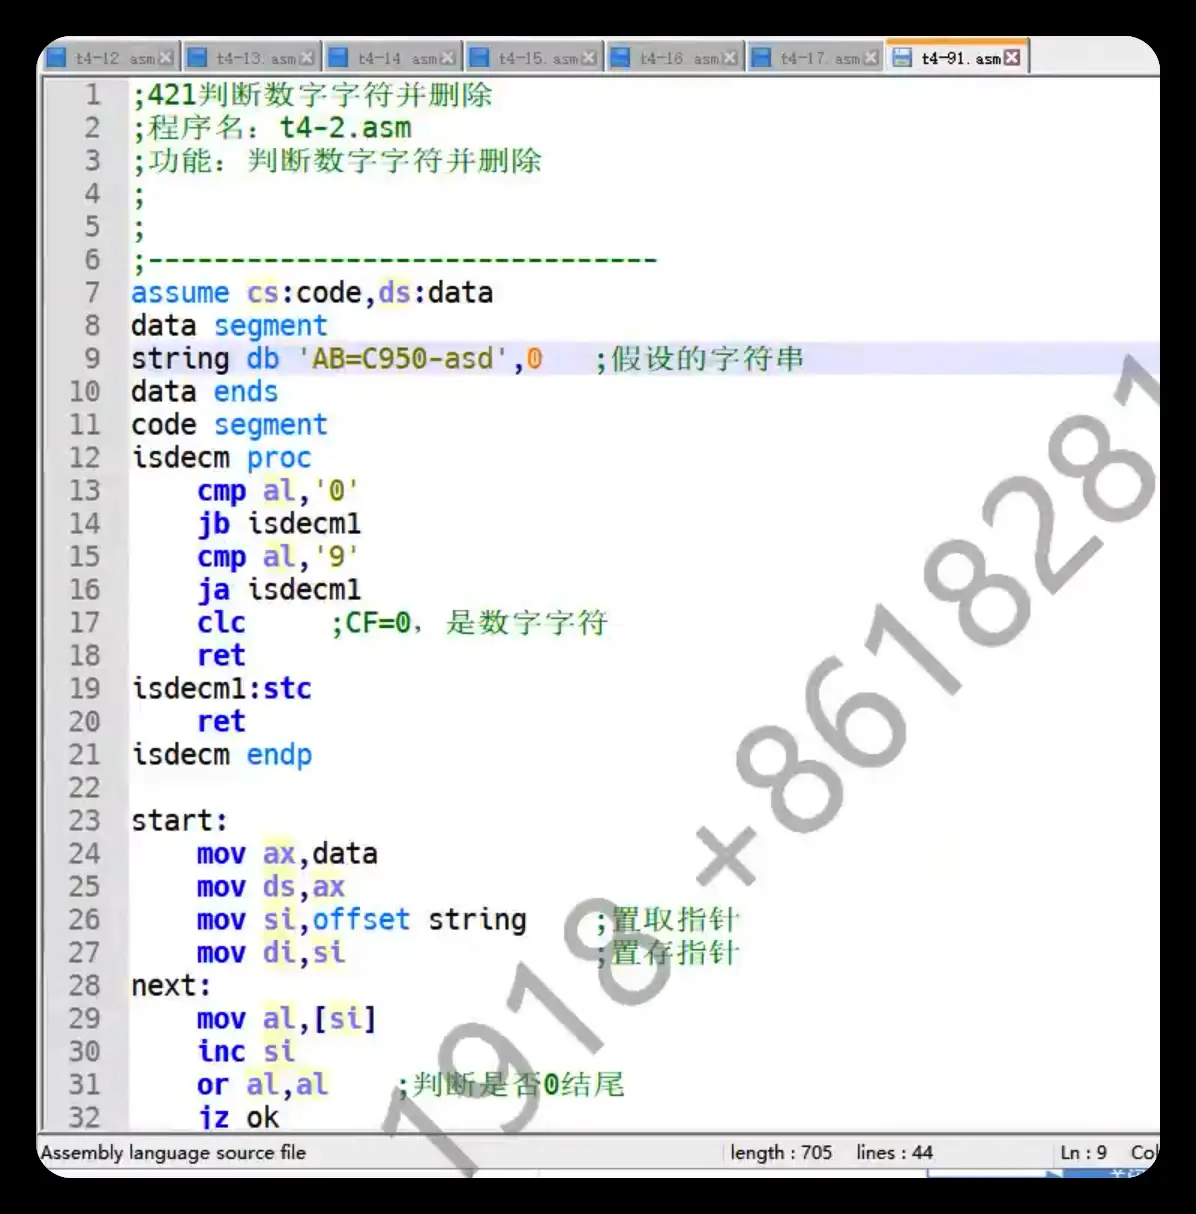 t4-12 asm t4-13. asm t4-14 asm t4-15. asm t4-16 asm t4-17. asm t4-91. asm
1 ;421判断数字字符并删除
2 ;程序名：t4-2.asm
3 ;功能：判断数字字符并删除
4 ;
5 ;
6 ;-------------------------------
7 assume cs:code,ds:data
8 data segment
9 string db 'AB=C950-asd',0 ;假设的字符串
10 data ends
11 code segment
12 isdecm proc
13 cmp al,'0'
14 jb isdecm1
15 cmp al,'9'
16 ja isdecm1
17 clc ;CF=0，是数字字符
18 ret
19 isdecm1:stc
20 ret
21 isdecm endp
22
23 start:
24 mov ax,data
25 mov ds,ax
26 mov si,offset string ;置取指针
27 mov di,si ;置存指针
28 next:
29 mov al,[si]
30 inc si
31 or al,al ;判断是否0结尾
32 jz ok
1918 +8618281
Assembly language source file length : 705 lines : 44 Ln : 9 Col